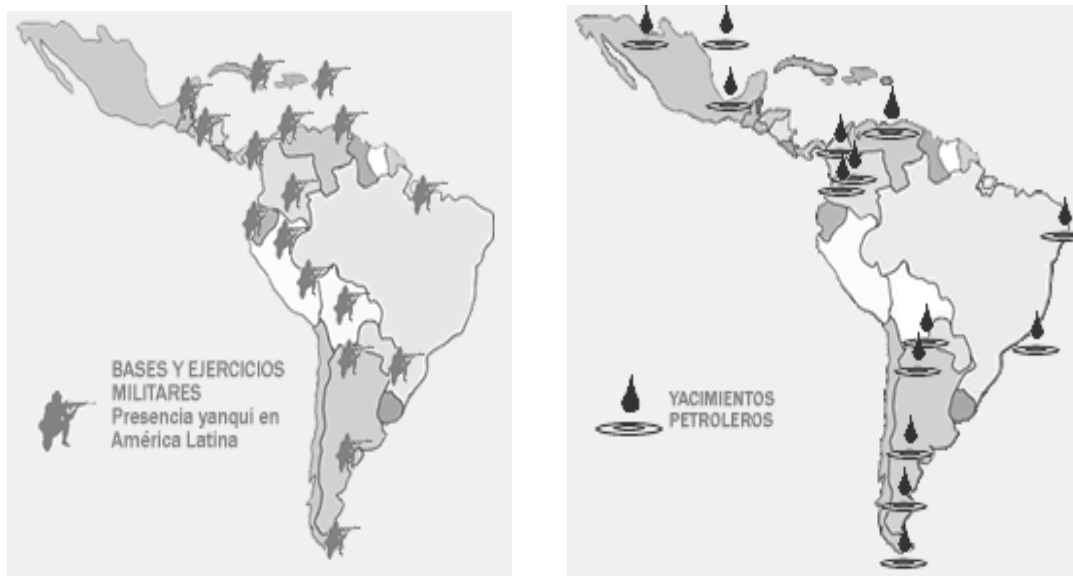 BASES Y EJERCICIOS
MILITARES
Presencia yanqui en
América Latina
YACIMIENTOS
PETROLEROS